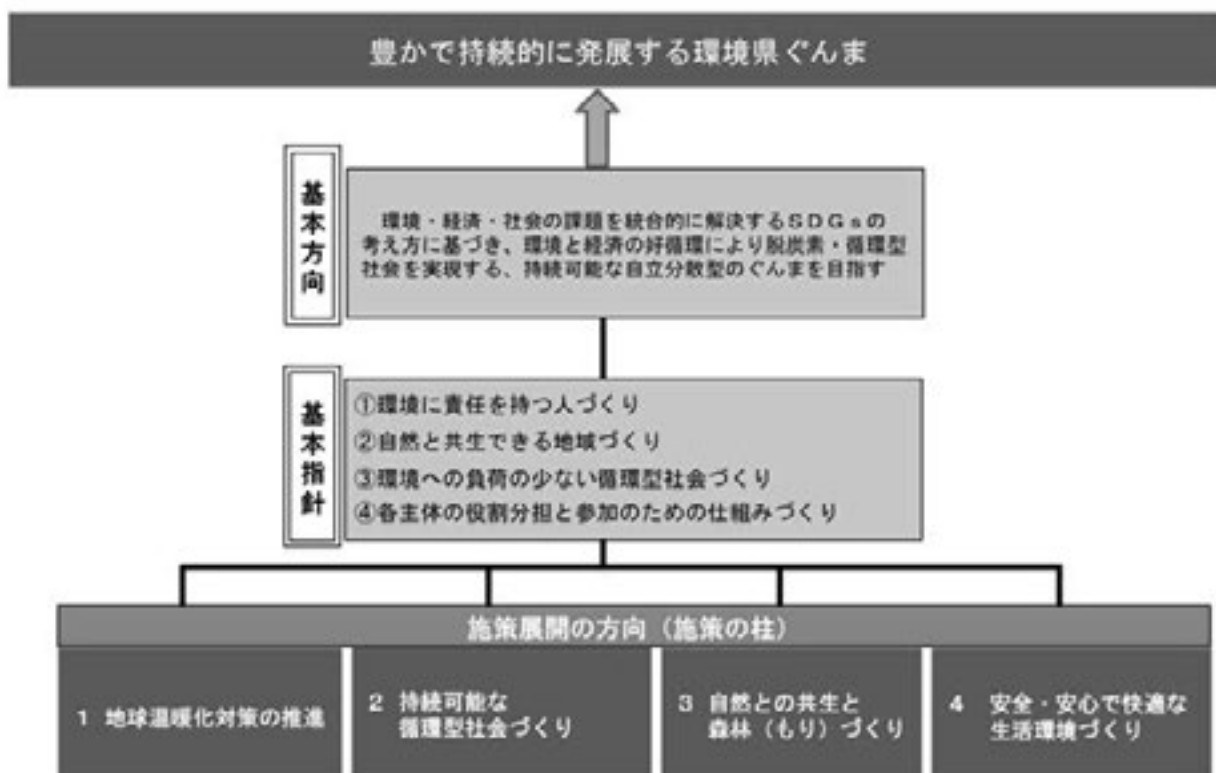 豊かで持続的に発展する環境県ぐんま
基本方向
環境・経済・社会の課題を統合的に解決するSDGsの
考え方に基づき、環境と経済の好循環により脱炭素・循環型
社会を実現する、持続可能な自立分散型のぐんまを目指す
基本指針
①環境に責任を持つ人づくり
②自然と共生できる地域づくり
③環境への負荷の少ない循環型社会づくり
④各主体の役割分担と参加のための仕組みづくり
施策展開の方向（施策の柱）
1 地球温暖化対策の推進
2 持続可能な
循環型社会づくり
3 自然との共生と
森林（もり）づくり
4 安全・安心で快適な
生活環境づくり